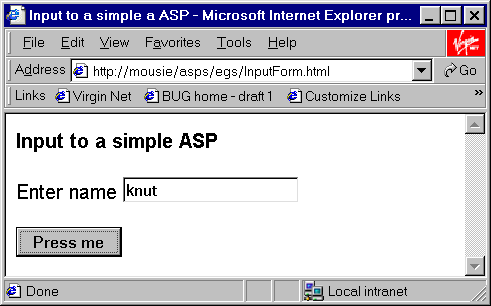 Input to a simple a ASP - Microsoft Internet Explorer pr...
File Edit View Favorites Tools Help
Virgin
Address http://mousie/asps/egs/InputForm.html Go
Links Virgin Net BUG home - draft 1 Customize Links »
Input to a simple ASP
Enter name knut
Press me
Done Local intranet